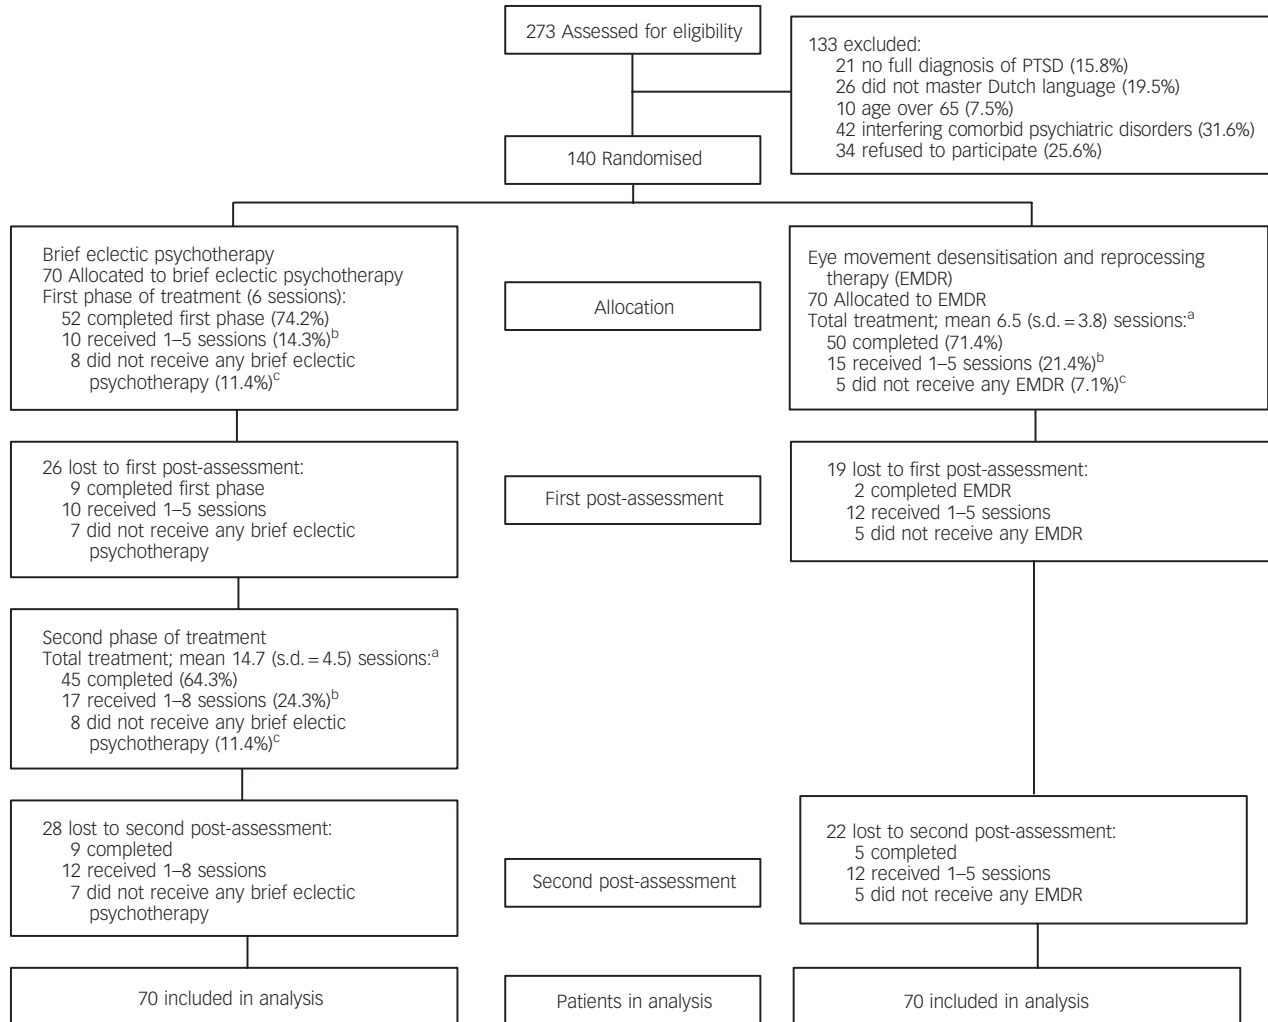 273 Assessed for eligibility
133 excluded:
21 no full diagnosis of PTSD (15.8%)
26 did not master Dutch language (19.5%)
10 age over 65 (7.5%)
42 interfering comorbid psychiatric disorders (31.6%)
34 refused to participate (25.6%)
140 Randomised
Brief eclectic psychotherapy
70 Allocated to brief eclectic psychotherapy
First phase of treatment (6 sessions):
52 completed first phase (74.2%)
10 received 1–5 sessions (14.3%)b
8 did not receive any brief eclectic
psychotherapy (11.4%)c
Allocation
Eye movement desensitisation and reprocessing
therapy (EMDR)
70 Allocated to EMDR
Total treatment; mean 6.5 (s.d. = 3.8) sessions:a
50 completed (71.4%)
15 received 1–5 sessions (21.4%)b
5 did not receive any EMDR (7.1%)c
26 lost to first post-assessment:
9 completed first phase
10 received 1–5 sessions
7 did not receive any brief eclectic
psychotherapy
First post-assessment
19 lost to first post-assessment:
2 completed EMDR
12 received 1–5 sessions
5 did not receive any EMDR
Second phase of treatment
Total treatment; mean 14.7 (s.d. = 4.5) sessions:a
45 completed (64.3%)
17 received 1–8 sessions (24.3%)b
8 did not receive any brief electic
psychotherapy (11.4%)c
28 lost to second post-assessment:
9 completed
12 received 1–8 sessions
7 did not receive any brief eclectic
psychotherapy
Second post-assessment
22 lost to second post-assessment:
5 completed
12 received 1–5 sessions
5 did not receive any EMDR
70 included in analysis
Patients in analysis
70 included in analysis